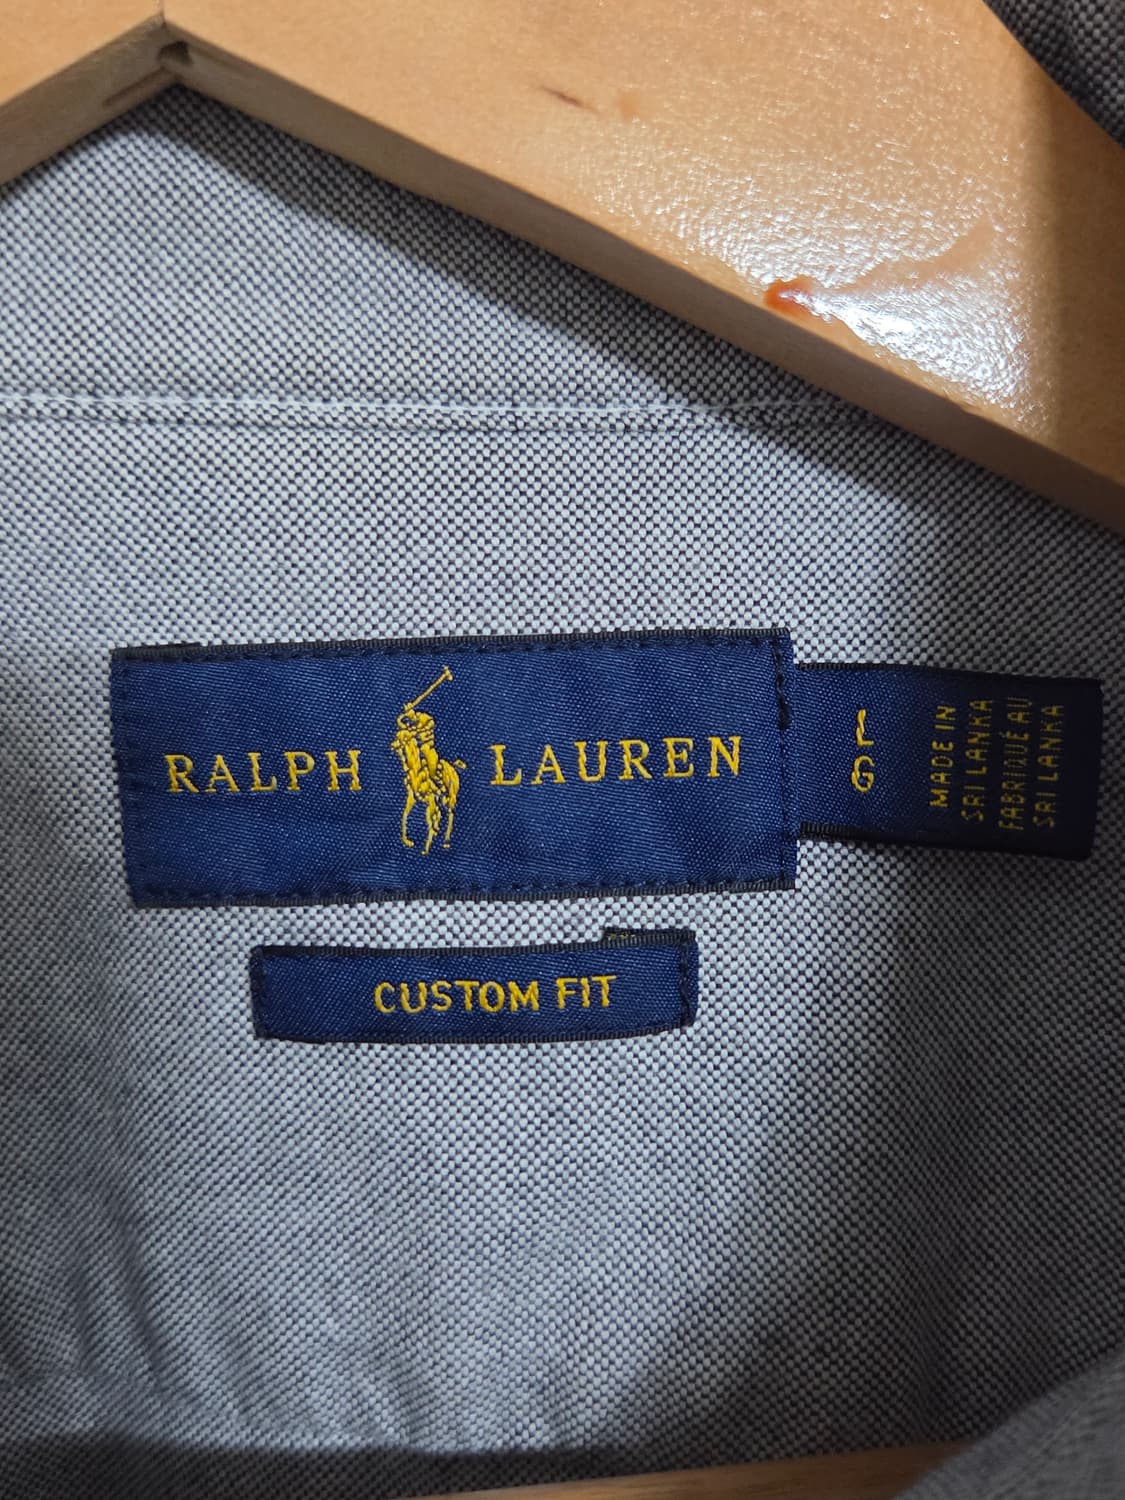 RALPH LAUREN
L
G
MADE IN
SRI LANKA
FABRIQUÉ AU
SRI LANKA
CUSTOM FIT